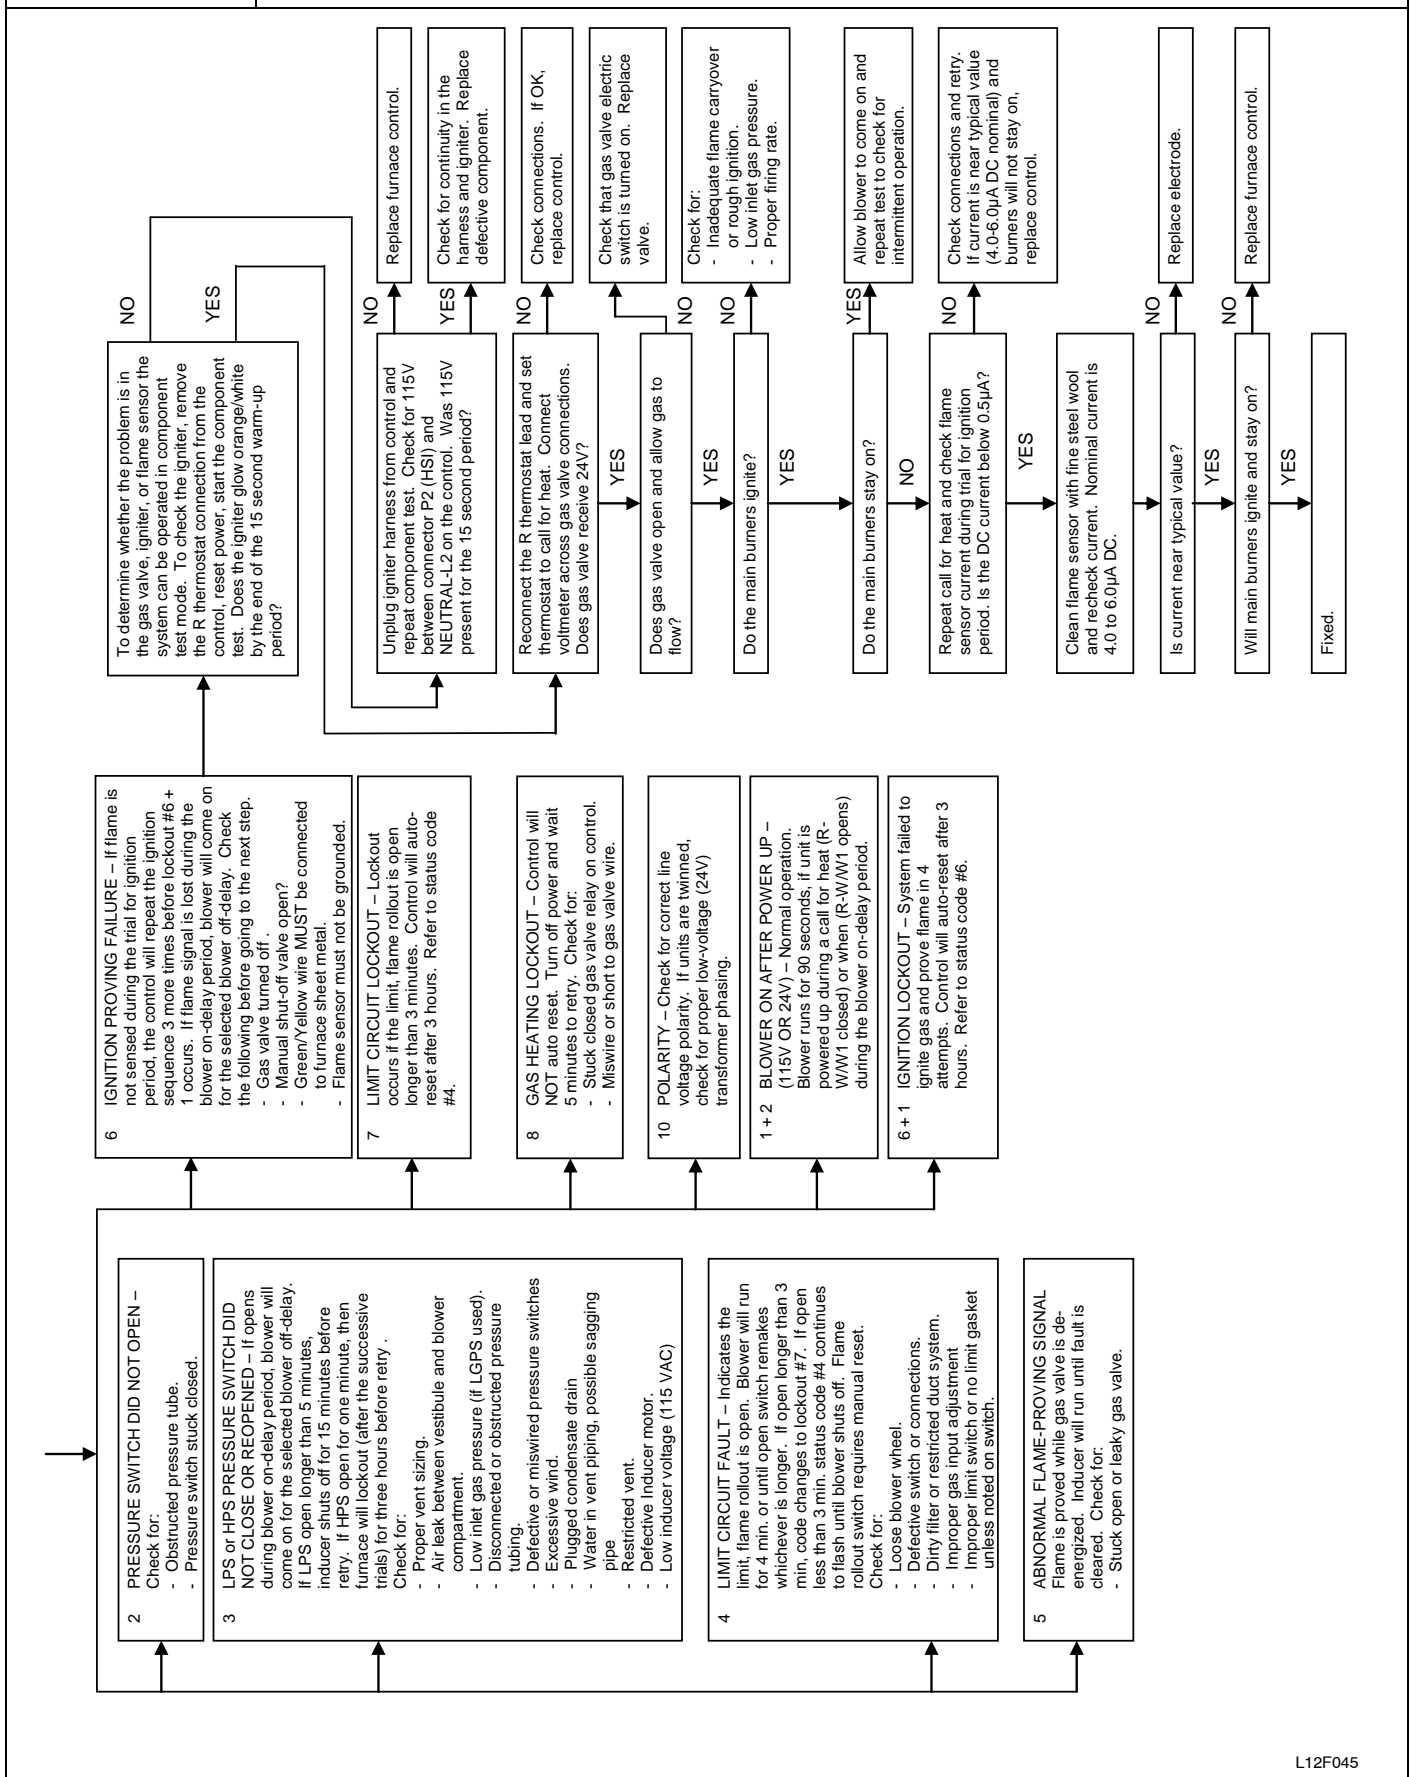 2 PRESSURE SWITCH DID NOT OPEN –
Check for:
- Obstructed pressure tube.
- Pressure switch stuck closed.
3 LPS or HPS PRESSURE SWITCH DID
NOT CLOSE OR REOPENED – If opens
during blower on-delay period, blower will
come on for the selected blower off-delay.
If LPS open longer than 5 minutes,
inducer shuts off for 15 minutes before
retry. If HPS open for one minute, then
furnace will lockout (after the successive
trials) for three hours before retry .
Check for:
- Proper vent sizing.
- Air leak between vestibule and blower
compartment.
- Low inlet gas pressure (if LGPS used).
- Disconnected or obstructed pressure
tubing.
- Defective or miswired pressure switches
- Excessive wind.
- Plugged condensate drain
- Water in vent piping, possible sagging
pipe
- Restricted vent.
- Defective Inducer motor.
- Low inducer voltage (115 VAC)
4 LIMIT CIRCUIT FAULT – Indicates the
limit, flame rollout is open. Blower will run
for 4 min. or until open switch remakes
whichever is longer. If open longer than 3
min, code changes to lockout #7. If open
less than 3 min. status code #4 continues
to flash until blower shuts off. Flame
rollout switch requires manual reset.
Check for:
- Loose blower wheel.
- Defective switch or connections.
- Dirty filter or restricted duct system.
- Improper gas input adjustment
- Improper limit switch or no limit gasket
unless noted on switch.
5 ABNORMAL FLAME-PROVING SIGNAL
Flame is proved while gas valve is de-
energized. Inducer will run until fault is
cleared. Check for:
- Stuck open or leaky gas valve.
6 IGNITION PROVING FAILURE – If flame is
not sensed during the trial for ignition
period, the control will repeat the ignition
sequence 3 more times before lockout #6 +
1 occurs. If flame signal is lost during the
blower on-delay period, blower will come on
for the selected blower off-delay. Check
the following before going to the next step.
- Gas valve turned off .
- Manual shut-off valve open?
- Green/Yellow wire MUST be connected
to furnace sheet metal.
- Flame sensor must not be grounded.
7 LIMIT CIRCUIT LOCKOUT – Lockout
occurs if the limit, flame rollout is open
longer than 3 minutes. Control will auto-
reset after 3 hours. Refer to status code
#4.
8 GAS HEATING LOCKOUT – Control will
NOT auto reset. Turn off power and wait
5 minutes to retry. Check for:
- Stuck closed gas valve relay on control.
- Miswire or short to gas valve wire.
10 POLARITY – Check for correct line
voltage polarity. If units are twinned,
check for proper low-voltage (24V)
transformer phasing.
1 + 2 BLOWER ON AFTER POWER UP –
(115V OR 24V) – Normal operation.
Blower runs for 90 seconds, if unit is
powered up during a call for heat (R-
W/W1 closed) or when (R-W/W1 opens)
during the blower on-delay period.
6 + 1 IGNITION LOCKOUT – System failed to
ignite gas and prove flame in 4
attempts. Control will auto-reset after 3
hours. Refer to status code #6.
To determine whether the problem is in
the gas valve, igniter, or flame sensor the
system can be operated in component
test mode. To check the igniter, remove
the R thermostat connection from the
control, reset power, start the component
test. Does the igniter glow orange/white
by the end of the 15 second warm-up
period?
NO
YES
Unplug igniter harness from control and
repeat component test. Check for 115V
between connector P2 (HSI) and
NEUTRAL-L2 on the control. Was 115V
present for the 15 second period?
NO
Replace furnace control.
YES
Check for continuity in the
harness and igniter. Replace
defective component.
Reconnect the R thermostat lead and set
thermostat to call for heat. Connect
voltmeter across gas valve connections.
Does gas valve receive 24V?
NO
Check connections. If OK,
replace control.
YES
Does gas valve open and allow gas to
flow?
NO
Check that gas valve electric
switch is turned on. Replace
valve.
YES
Do the main burners ignite?
NO
Check for:
- Inadequate flame carryover
or rough ignition.
- Low inlet gas pressure.
- Proper firing rate.
YES
Do the main burners stay on?
YES
Allow blower to come on and
repeat test to check for
intermittent operation.
NO
Repeat call for heat and check flame
sensor current during trial for ignition
period. Is the DC current below 0.5µA?
NO
Check connections and retry.
If current is near typical value
(4.0-6.0µA DC nominal) and
burners will not stay on,
replace control.
YES
Clean flame sensor with fine steel wool
and recheck current. Nominal current is
4.0 to 6.0µA DC.
Is current near typical value?
NO
Replace electrode.
YES
Will main burners ignite and stay on?
NO
Replace furnace control.
YES
Fixed.
L12F045